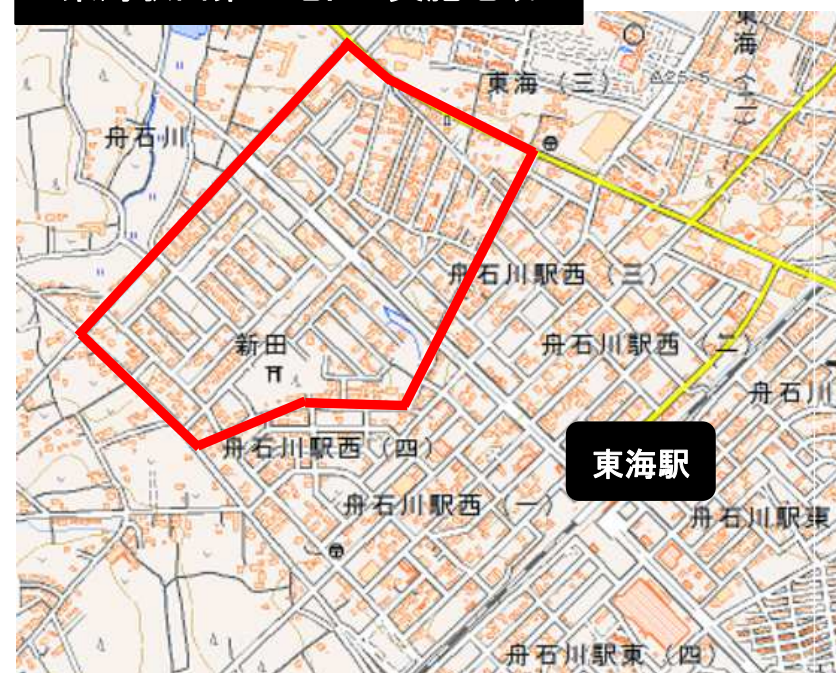 東海（三）
舟石川
舟石川駅西（三）
新田
舟石川駅西（二）
舟石川
舟石川駅西（四）
東海駅
舟石川駅西（一）
舟石川駅東
舟石川駅東（四）